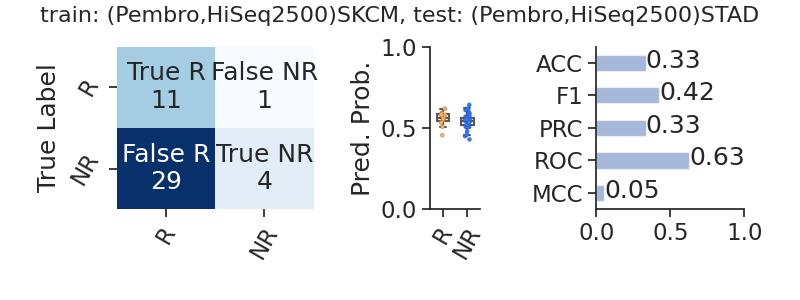 train: (Pembro,HiSeq2500)SKCM, test: (Pembro,HiSeq2500)STAD
True Label
R
NR
True R
11
False NR
1
False R
29
True NR
4
R
NR
Pred. Prob.
1.0
0.5
0.0
R
NR
ACC
F1
PRC
ROC
MCC
0.33
0.42
0.33
0.63
0.05
0.0
0.5
1.0